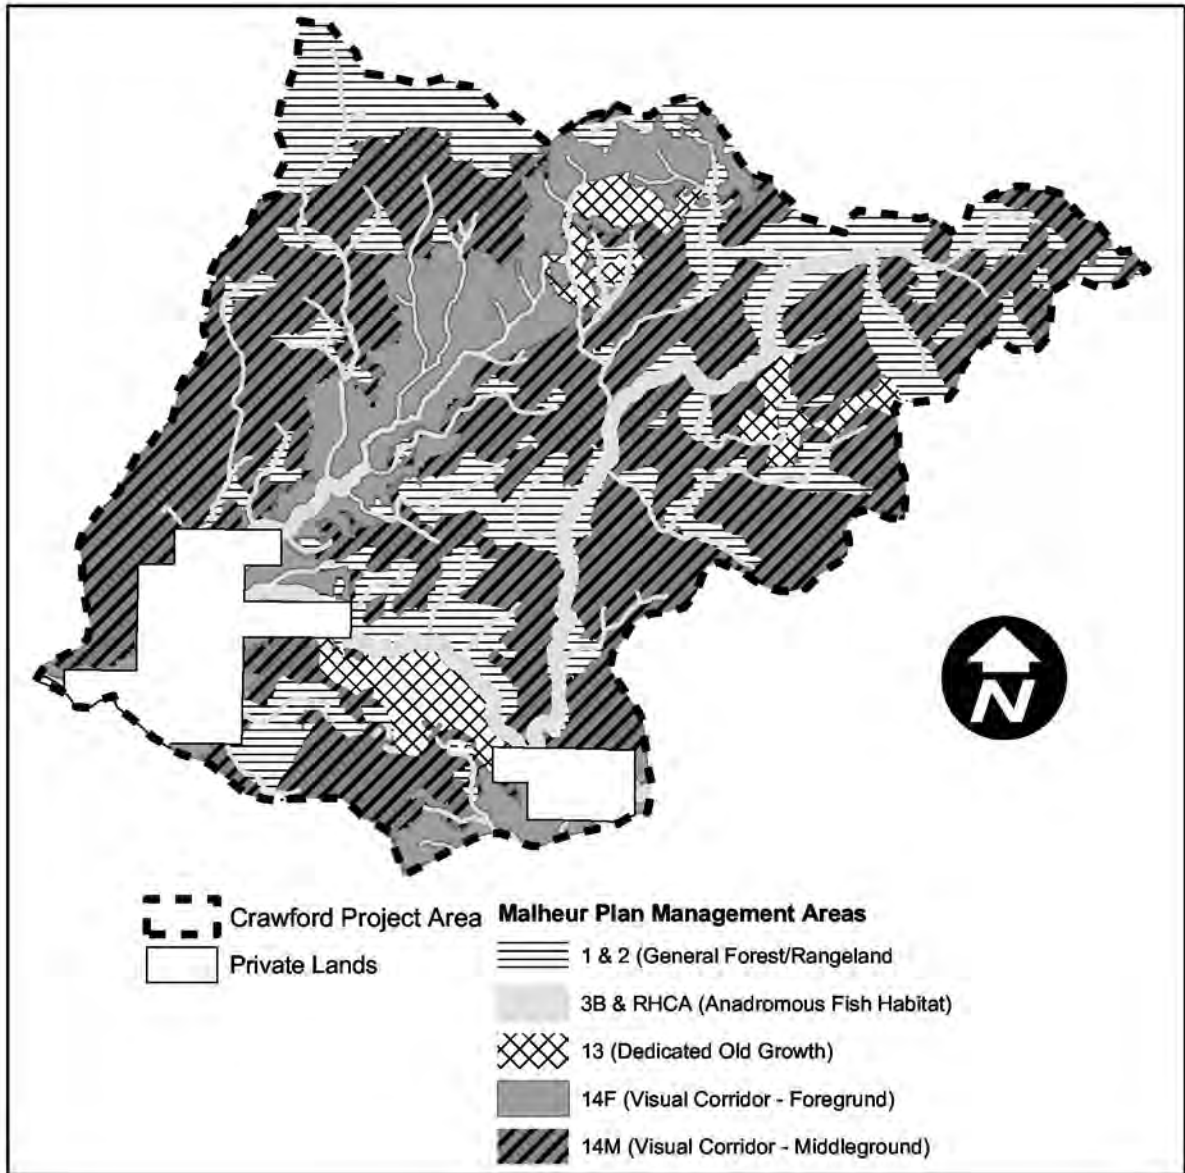 N
Crawford Project Area
Private Lands
Malheur Plan Management Areas
1 & 2 (General Forest/Rangeland
3B & RHCA (Anadromous Fish Habitat)
13 (Dedicated Old Growth)
14F (Visual Corridor - Foregrund)
14M (Visual Corridor - Middleground)